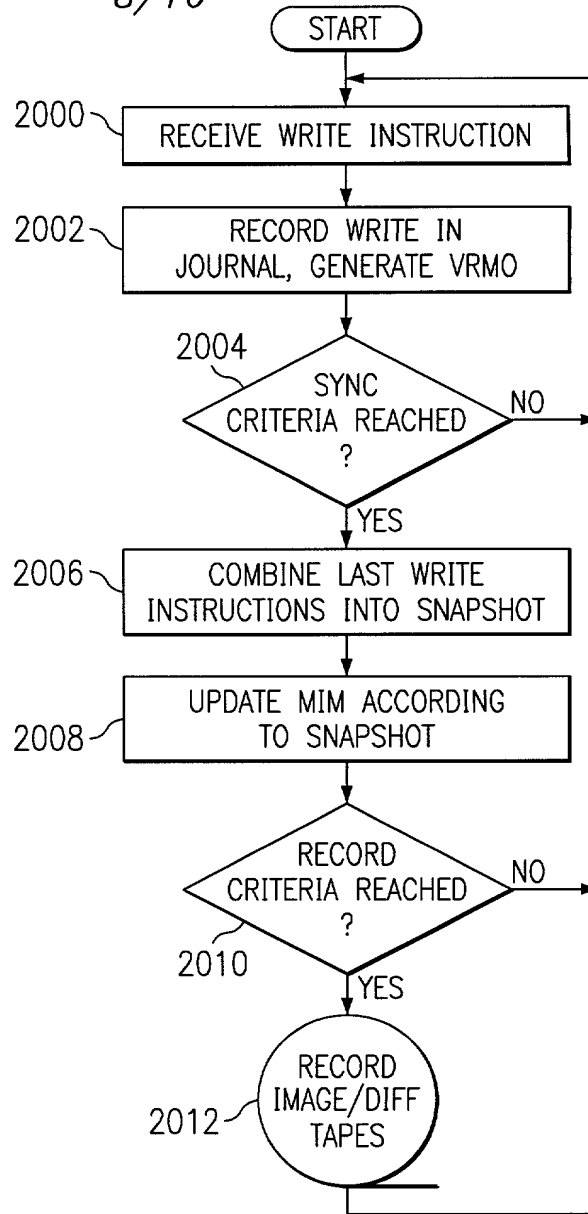 8/10
START
2000
RECEIVE WRITE INSTRUCTION
2002
RECORD WRITE IN
JOURNAL, GENERATE VRMO
2004
SYNC
CRITERIA REACHED
?
NO
YES
2006
COMBINE LAST WRITE
INSTRUCTIONS INTO SNAPSHOT
2008
UPDATE MIM ACCORDING
TO SNAPSHOT
RECORD
CRITERIA REACHED
?
NO
2010
YES
RECORD
IMAGE/DIFF
TAPES
2012